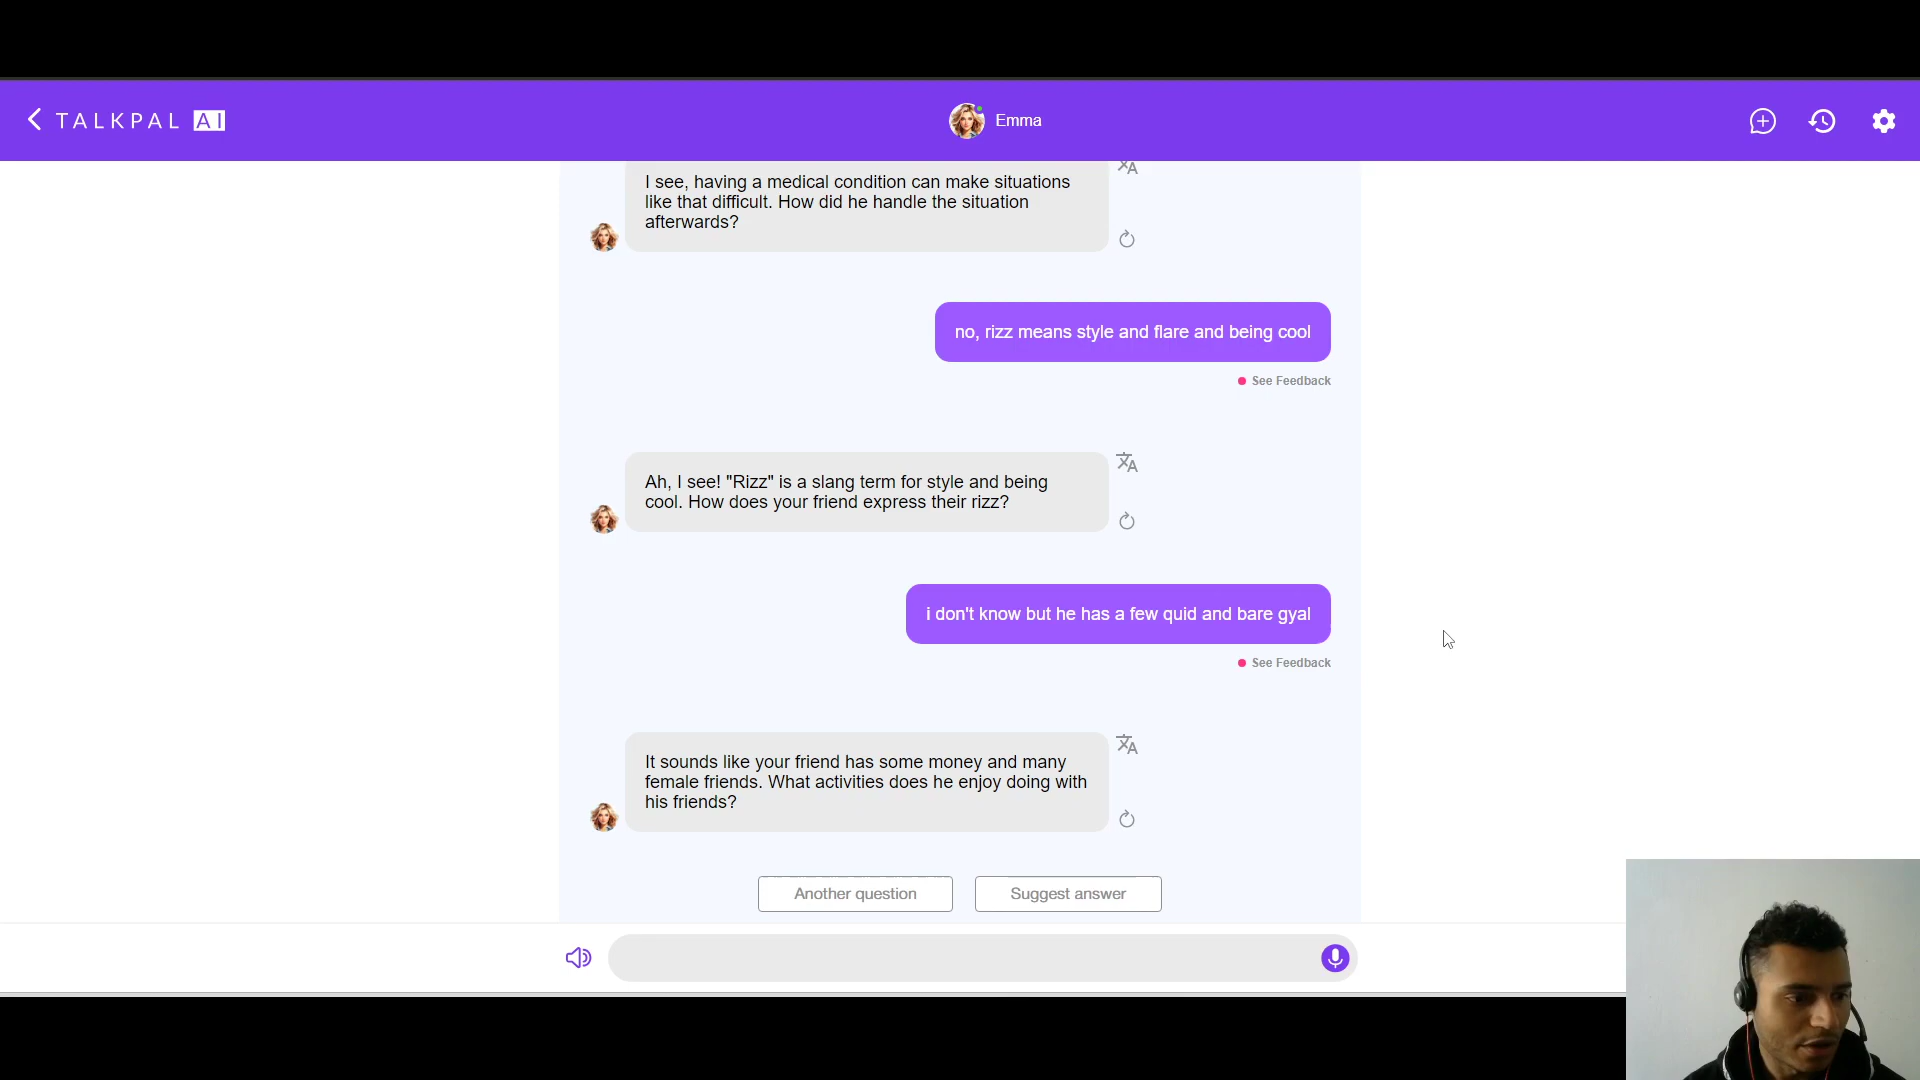 TALKPAL AI
Emma
I see, having a medical condition can make situations
like that difficult. How did he handle the situation
afterwards?
no, rizz means style and flare and being cool
See Feedback
Ah, I see! "Rizz" is a slang term for style and being
cool. How does your friend express their rizz?
i don't know but he has a few quid and bare gyal
See Feedback
It sounds like your friend has some money and many
female friends. What activities does he enjoy doing with
his friends?
Another question
Suggest answer